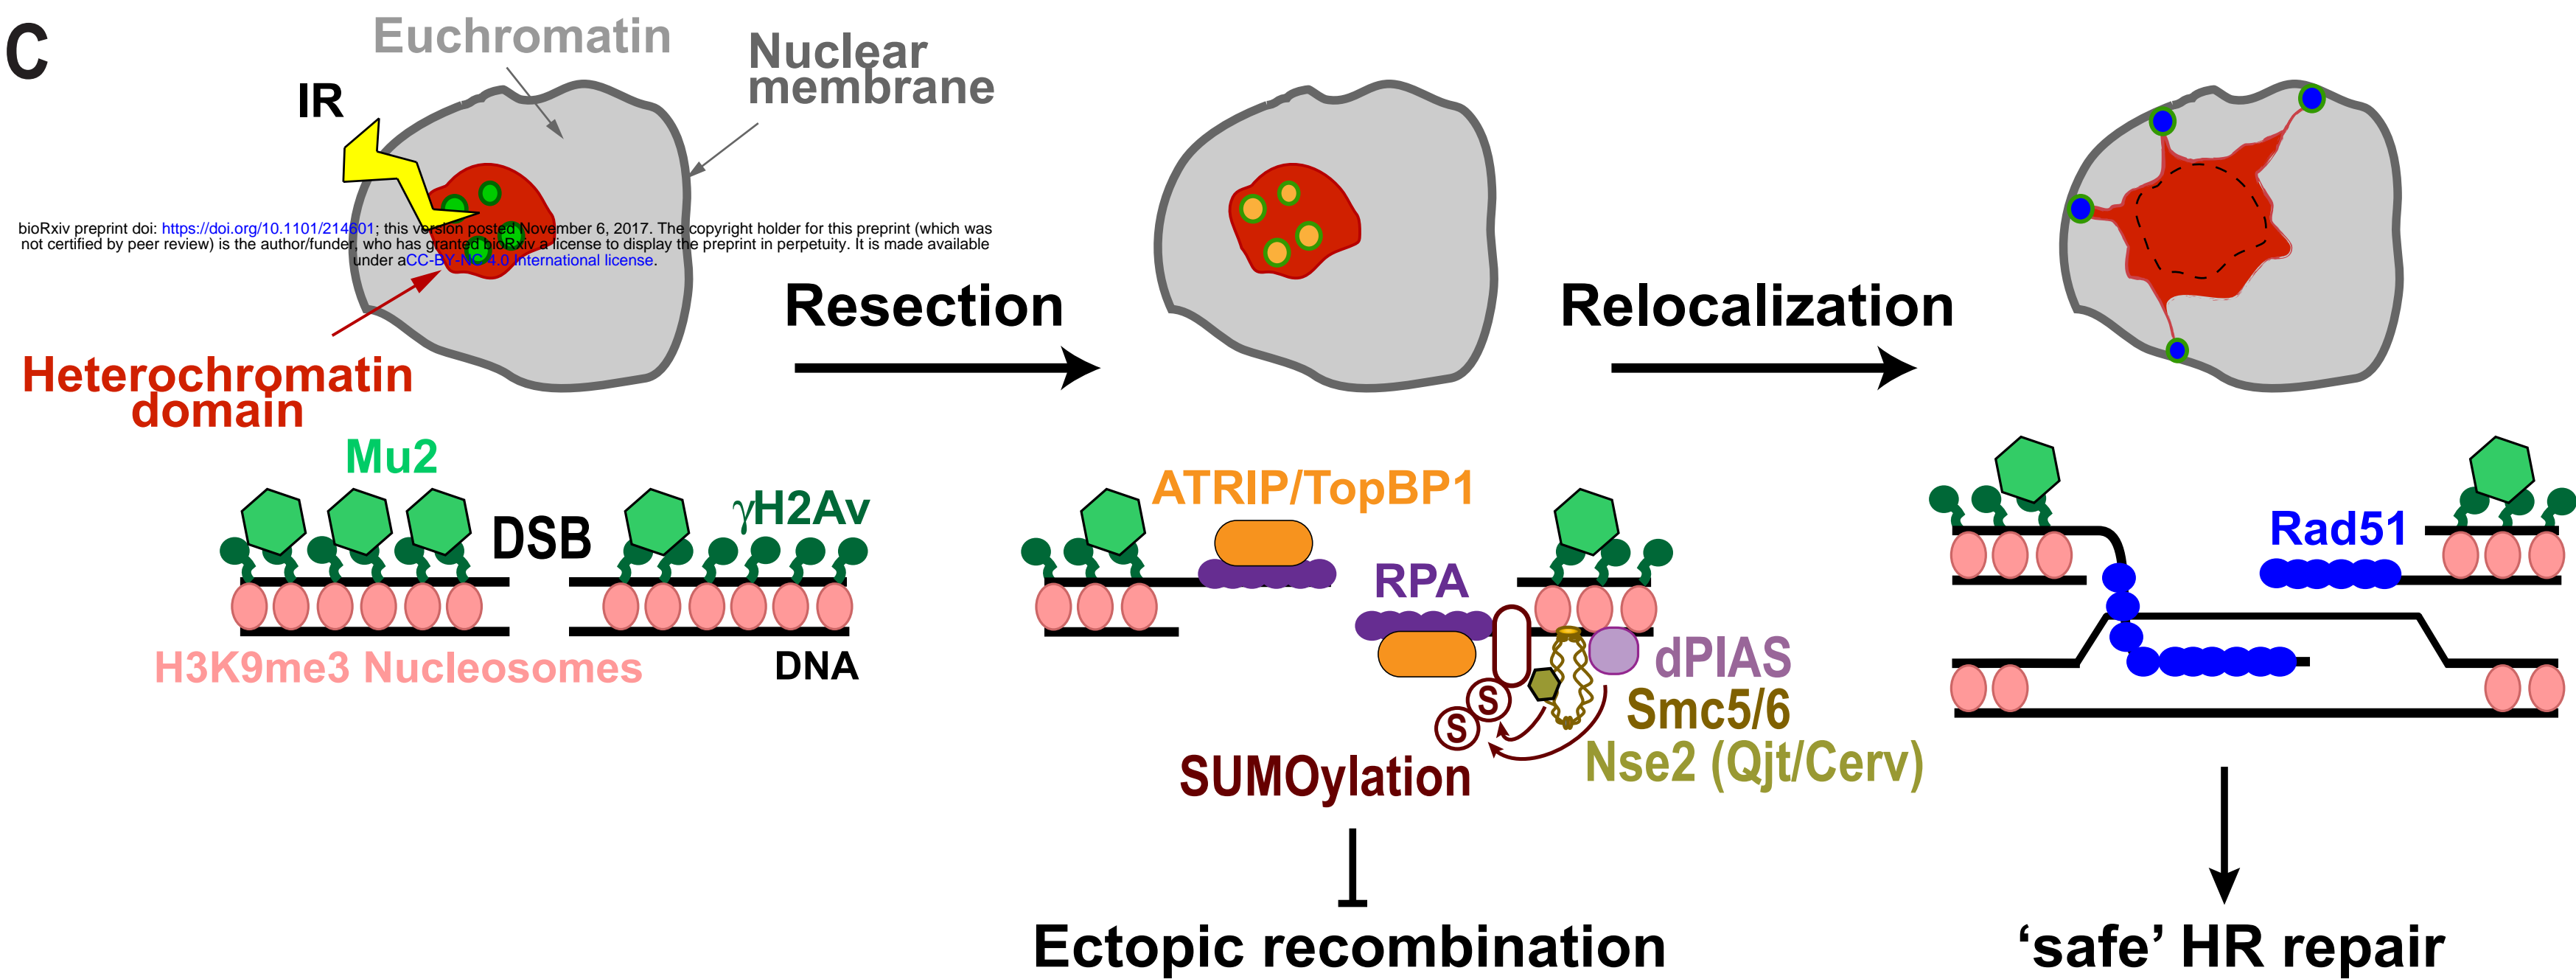 C
Euchromatin
Nuclear
membrane
IR
bioRxiv preprint doi: https://doi.org/10.1101/214601; this version posted November 6, 2017. The copyright holder for this preprint (which was
not certified by peer review) is the author/funder, who has granted bioRxiv a license to display the preprint in perpetuity. It is made available
under aCC-BY-NC 4.0 International license.
Resection
Relocalization
Heterochromatin
domain
Mu2
DSB
γH2Av
H3K9me3 Nucleosomes
DNA
ATRIP/TopBP1
RPA
dPIAS
S
S
Smc5/6
Nse2 (Qjt/Cerv)
SUMOylation
Rad51
Ectopic recombination
‘safe’ HR repair